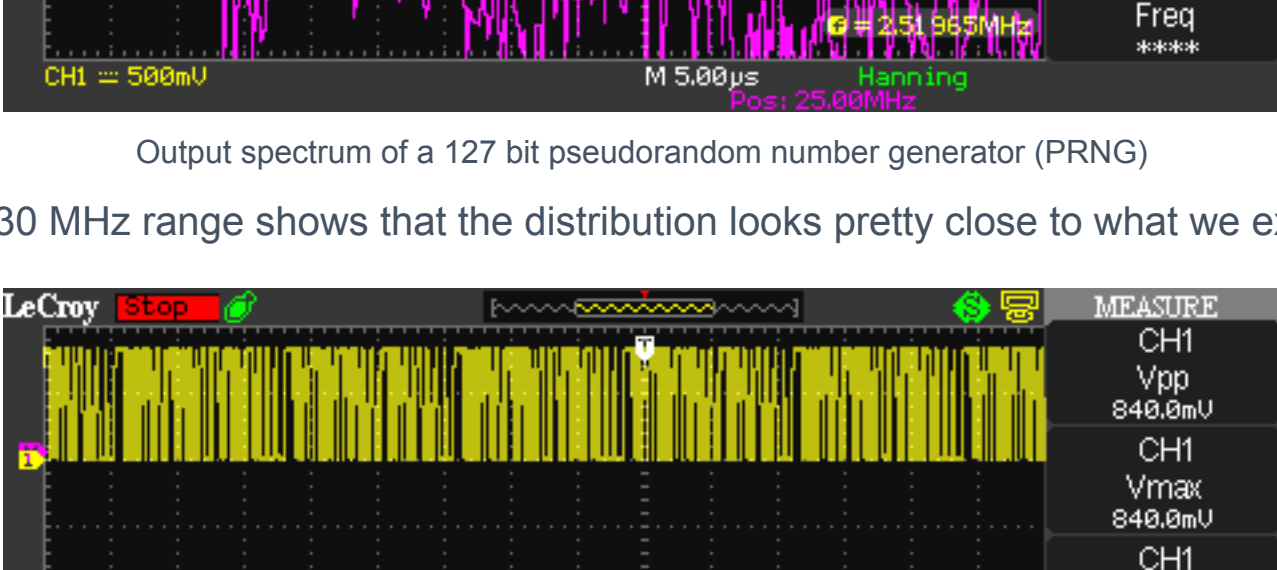 f = 2.51965MHz
Freq
****
CH1 500mV
M 5.00µs
Hanning
Pos: 25.00MHz
Output spectrum of a 127 bit pseudorandom number generator (PRNG)
30 MHz range shows that the distribution looks pretty close to what we ex
LeCroy Stop
MEASURE
CH1
Vpp
840.0mV
T
CH1
1
Vmax
840.0mV
CH1